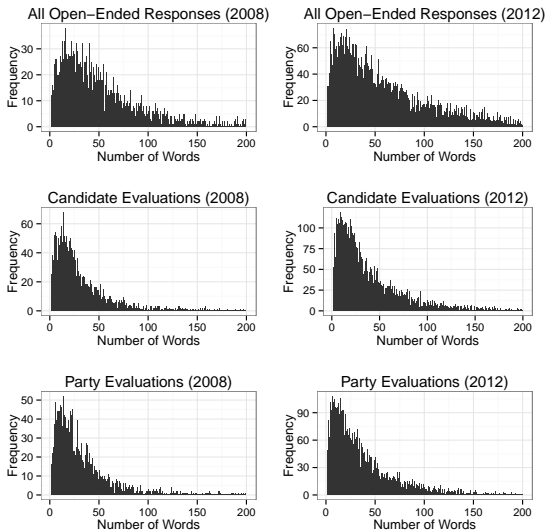 All Open−Ended Responses (2008)
Frequency
30
20
10
0
0 50 100 150 200
Number of Words
All Open−Ended Responses (2012)
Frequency
60
40
20
0
0 50 100 150 200
Number of Words
Candidate Evaluations (2008)
Frequency
60
40
20
0
0 50 100 150 200
Number of Words
Candidate Evaluations (2012)
Frequency
100
75
50
25
0
0 50 100 150 200
Number of Words
Party Evaluations (2008)
Frequency
50
40
30
20
10
0
0 50 100 150 200
Number of Words
Party Evaluations (2012)
Frequency
90
60
30
0
0 50 100 150 200
Number of Words